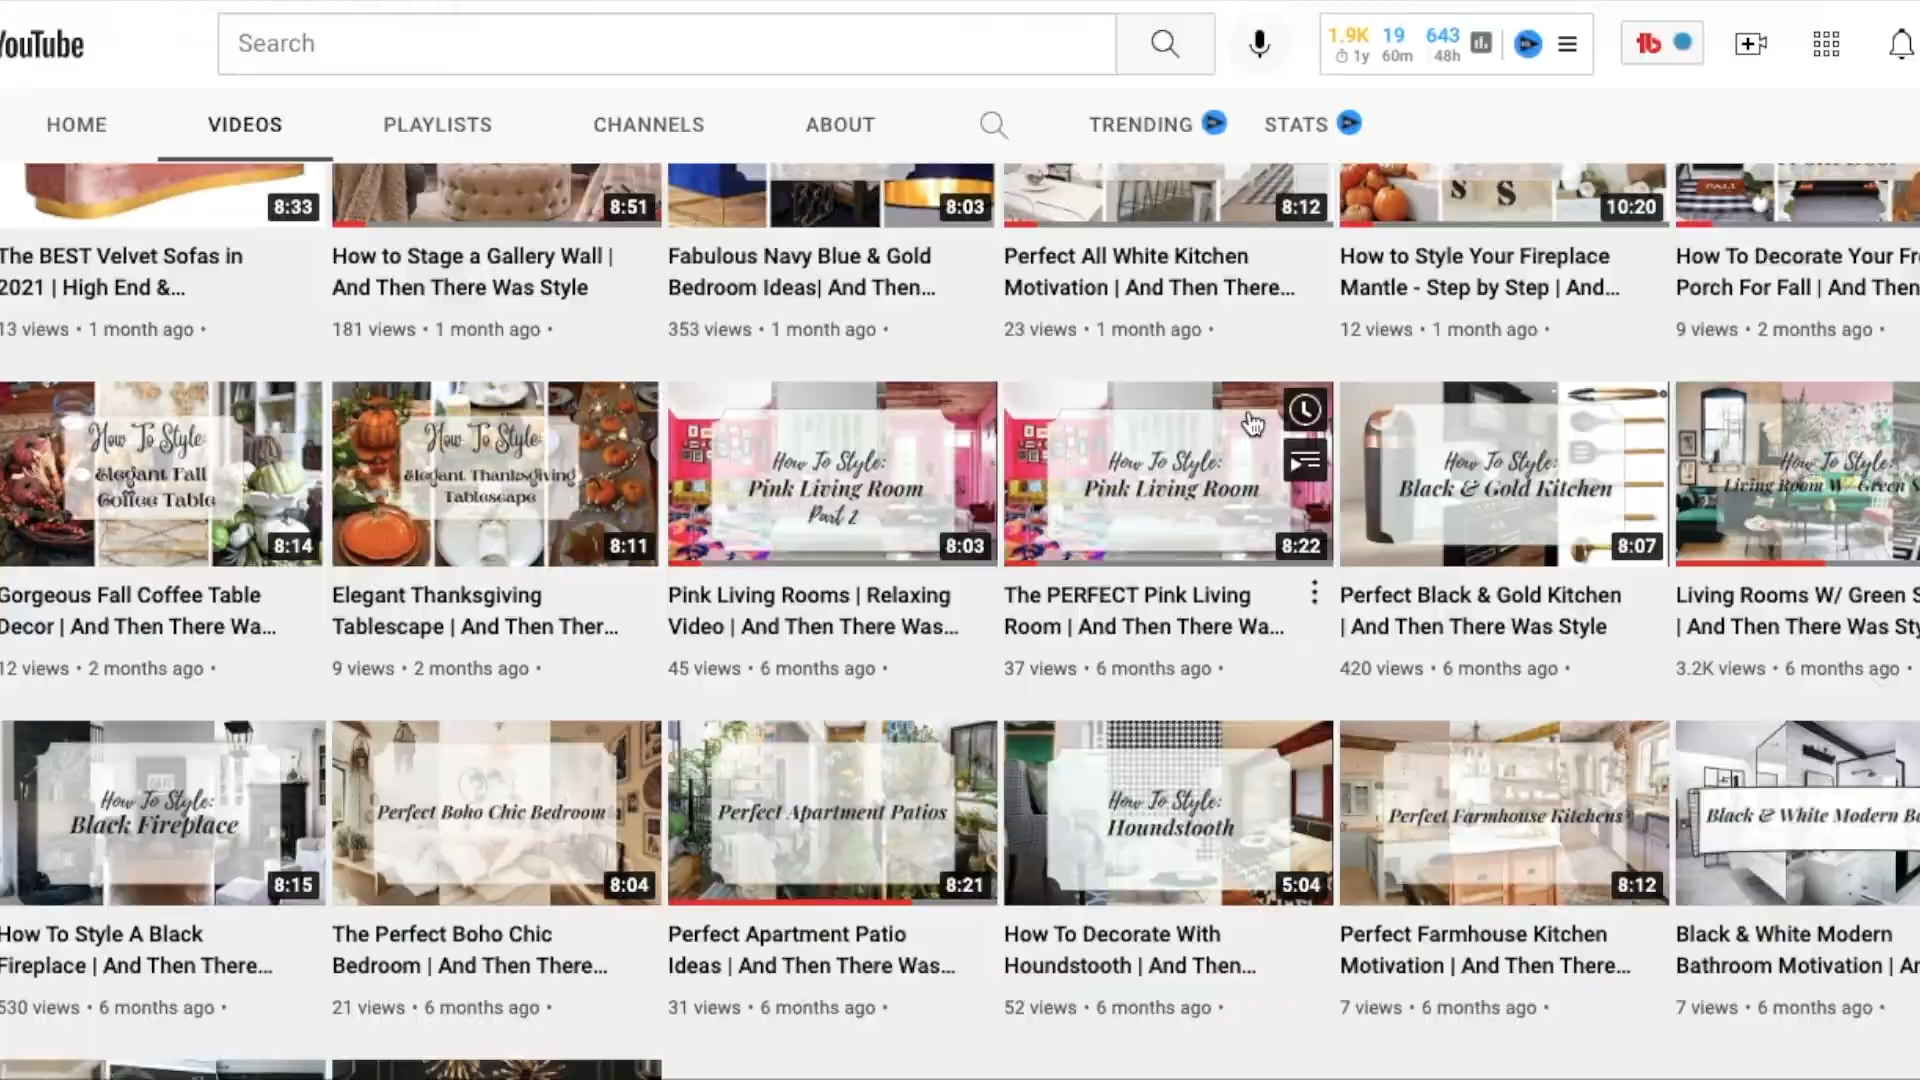 YouTube
Search
1.9K 19 643
1y 60m 48h
HOME VIDEOS PLAYLISTS CHANNELS ABOUT TRENDING STATS
8:33 8:51 8:03 8:12 10:20
S S
FALL
The BEST Velvet Sofas in
2021 | High End &...
13 views • 1 month ago •
How to Stage a Gallery Wall |
And Then There Was Style
181 views • 1 month ago •
Fabulous Navy Blue & Gold
Bedroom Ideas| And Then...
353 views • 1 month ago •
Perfect All White Kitchen
Motivation | And Then There...
23 views • 1 month ago •
How to Style Your Fireplace
Mantle - Step by Step | And...
12 views • 1 month ago •
How To Decorate Your Fr
Porch For Fall | And Then
9 views • 2 months ago •
How To Style:
Elegant Fall
Coffee Table
8:14
How To Style:
Elegant Thanksgiving
Tablescape
8:11
How To Style:
Pink Living Room
Part 2
8:03
How To Style:
Pink Living Room
8:22
How To Style:
Black & Gold Kitchen
8:07
How To Style:
Living Room W/ Green S
Gorgeous Fall Coffee Table
Decor | And Then There Wa...
12 views • 2 months ago •
Elegant Thanksgiving
Tablescape | And Then Ther...
9 views • 2 months ago •
Pink Living Rooms | Relaxing
Video | And Then There Was...
45 views • 6 months ago •
The PERFECT Pink Living
Room | And Then There Wa...
37 views • 6 months ago •
Perfect Black & Gold Kitchen
| And Then There Was Style
420 views • 6 months ago •
Living Rooms W/ Green S
| And Then There Was Sty
3.2K views • 6 months ago •
How To Style:
Black Fireplace
8:15
Perfect Boho Chic Bedroom
8:04
Perfect Apartment Patios
8:21
How To Style:
Houndstooth
5:04
Perfect Farmhouse Kitchens
8:12
Black & White Modern Ba
How To Style A Black
Fireplace | And Then There...
530 views • 6 months ago •
The Perfect Boho Chic
Bedroom | And Then There...
21 views • 6 months ago •
Perfect Apartment Patio
Ideas | And Then There Was...
31 views • 6 months ago •
How To Decorate With
Houndstooth | And Then...
52 views • 6 months ago •
Perfect Farmhouse Kitchen
Motivation | And Then There...
7 views • 6 months ago •
Black & White Modern
Bathroom Motivation | An
7 views • 6 months ago •